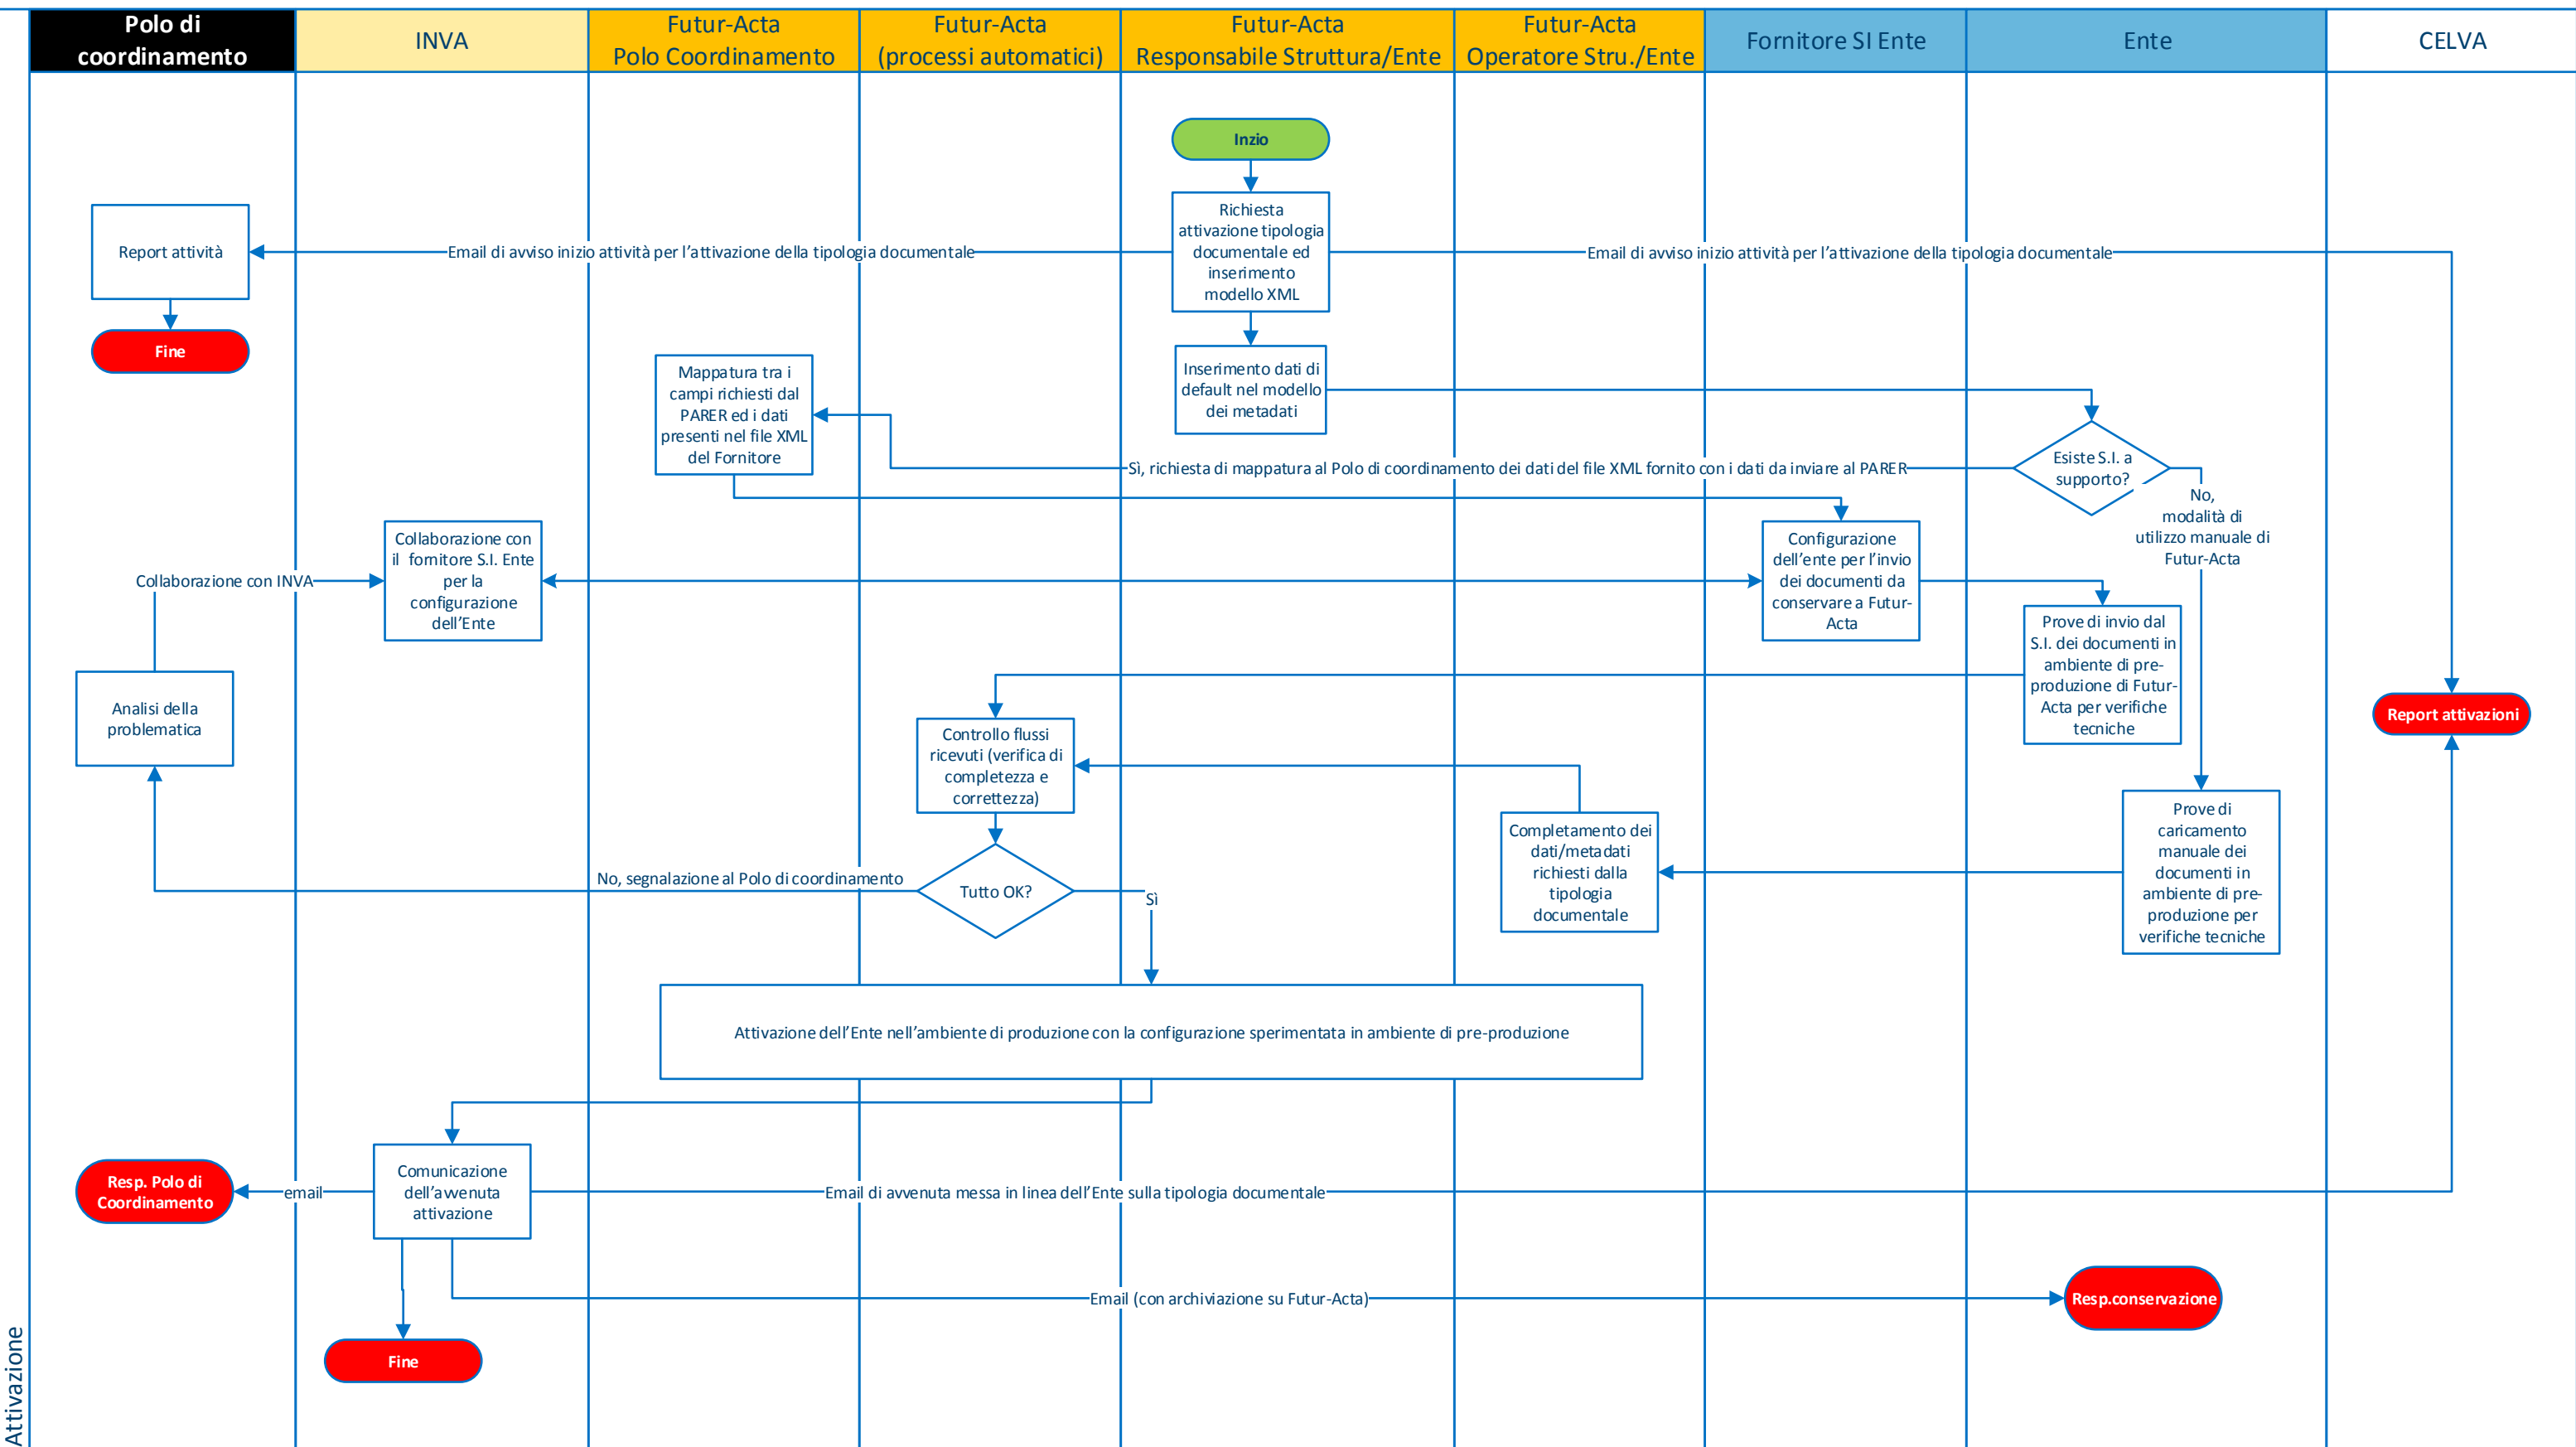 Polo di
coordinamento
INVA
Futur-Acta
Polo Coordinamento
Futur-Acta
(processi automatici)
Futur-Acta
Responsabile Struttura/Ente
Futur-Acta
Operatore Stru./Ente
Fornitore SI Ente
Ente
CELVA
Inzio
Richiesta
attivazione tipologia
documentale ed
inserimento
modello XML
Report attività
Email di avviso inizio attività per l'attivazione della tipologia documentale
Email di avviso inizio attività per l'attivazione della tipologia documentale
Fine
Inserimento dati di
default nel modello
dei metadati
Mappatura tra i
campi richiesti dal
PARER ed i dati
presenti nel file XML
del Fornitore
Sì, richiesta di mappatura al Polo di coordinamento dei dati del file XML fornito con i dati da inviare al PARER
Esiste S.I. a
supporto?
No,
modalità di
utilizzo manuale di
Futur-Acta
Collaborazione con INVA
Collaborazione con
il fornitore S.I. Ente
per la
configurazione
dell'Ente
Configurazione
dell'ente per l'invio
dei documenti da
conservare a Futur-
Acta
Prove di invio dal
S.I. dei documenti in
ambiente di pre-
produzione di Futur-
Acta per verifiche
tecniche
Analisi della
problematica
Report attivazioni
Controllo flussi
ricevuti (verifica di
completezza e
correttezza)
Completamento dei
dati/metadati
richiesti dalla
tipologia
documentale
Prove di
caricamento
manuale dei
documenti in
ambiente di pre-
produzione per
verifiche tecniche
No, segnalazione al Polo di coordinamento
Tutto OK?
Sì
Attivazione dell'Ente nell'ambiente di produzione con la configurazione sperimentata in ambiente di pre-produzione
Resp. Polo di
Coordinamento
email
Comunicazione
dell'avvenuta
attivazione
Email di avvenuta messa in linea dell'Ente sulla tipologia documentale
Email (con archiviazione su Futur-Acta)
Resp.conservazione
Fine
Attivazione